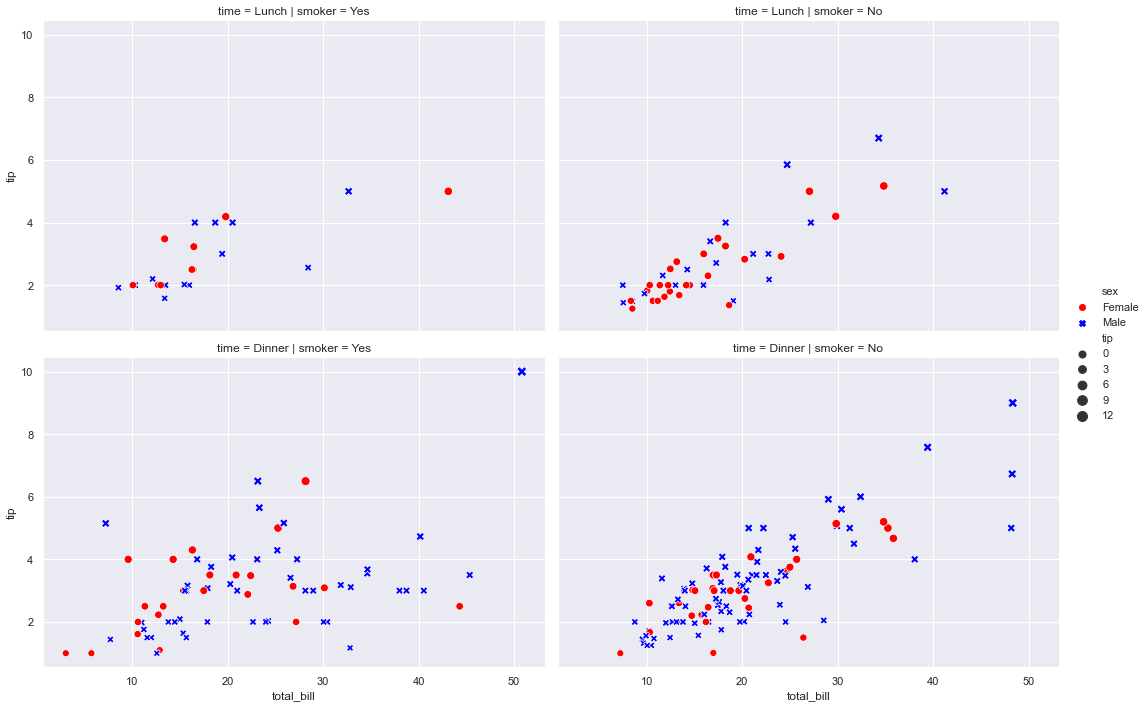 time = Lunch | smoker = Yes
time = Lunch | smoker = No
10
8
6
4
2
tip
sex
Female
Male
tip
0
3
6
9
12
time = Dinner | smoker = Yes
time = Dinner | smoker = No
10
8
6
4
2
tip
10 20 30 40 50
10 20 30 40 50
total_bill
total_bill